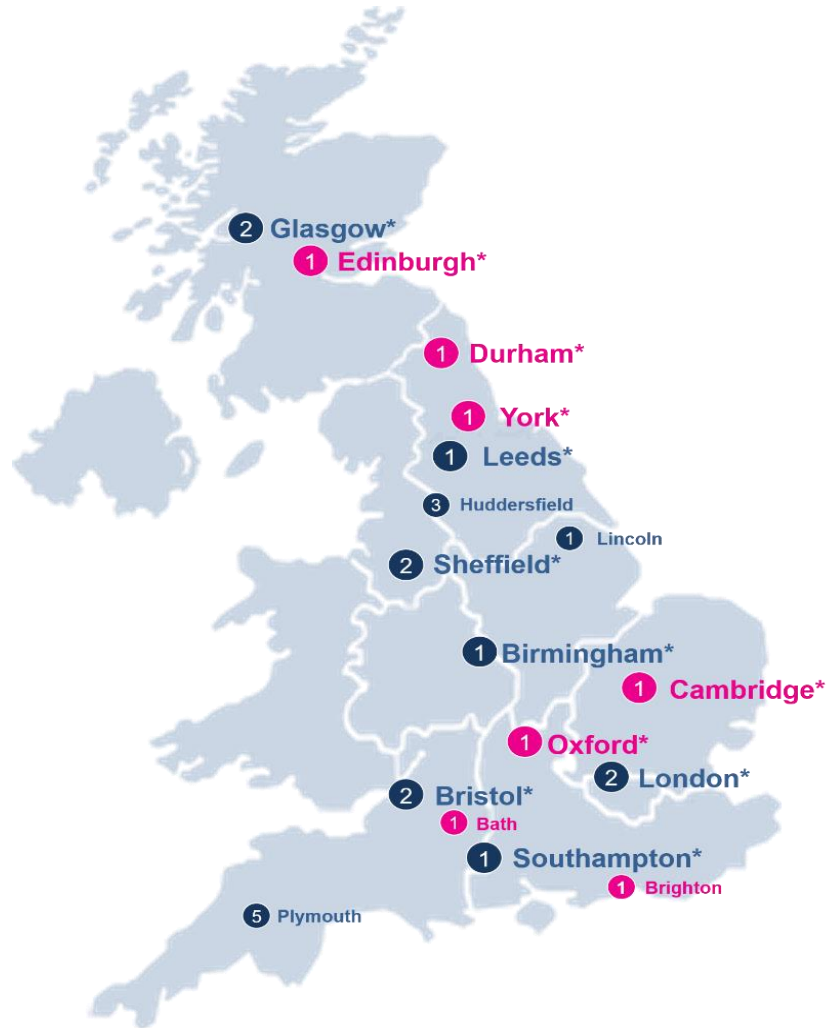 2 Glasgow*
1 Edinburgh*
1 Durham*
1 York*
1 Leeds*
3 Huddersfield
1 Lincoln
2 Sheffield*
1 Birmingham*
1 Cambridge*
1 Oxford*
2 London*
2 Bristol*
1 Bath
1 Southampton*
1 Brighton
5 Plymouth